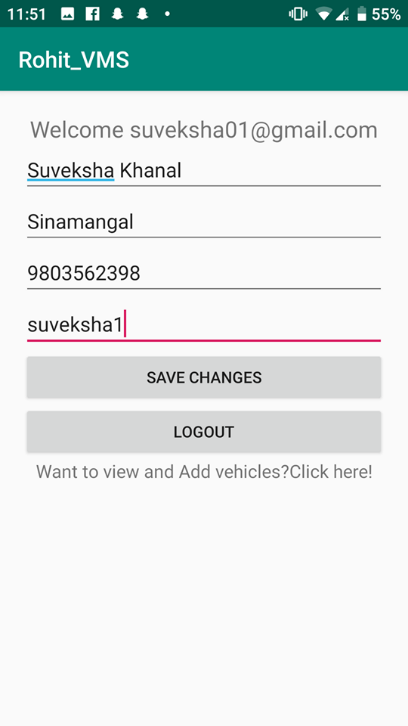 11:51 55%
Rohit_VMS
Welcome suveksha01@gmail.com
Suveksha Khanal
Sinamangal
9803562398
suveksha1
SAVE CHANGES
LOGOUT
Want to view and Add vehicles?Click here!